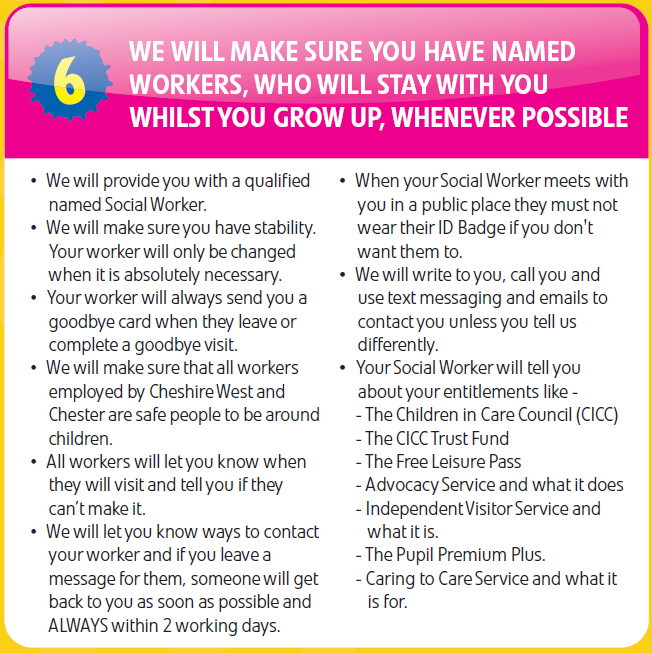 6
WE WILL MAKE SURE YOU HAVE NAMED
WORKERS, WHO WILL STAY WITH YOU
WHILST YOU GROW UP, WHENEVER POSSIBLE
• We will provide you with a qualified
named Social Worker.
• We will make sure you have stability.
Your worker will only be changed
when it is absolutely necessary.
• Your worker will always send you a
goodbye card when they leave or
complete a goodbye visit.
• We will make sure that all workers
employed by Cheshire West and
Chester are safe people to be around
children.
• All workers will let you know when
they will visit and tell you if they
can't make it.
• We will let you know ways to contact
your worker and if you leave a
message for them, someone will get
back to you as soon as possible and
ALWAYS within 2 working days.
• When your Social Worker meets with
you in a public place they must not
wear their ID Badge if you don't
want them to.
• We will write to you, call you and
use text messaging and emails to
contact you unless you tell us
differently.
• Your Social Worker will tell you
about your entitlements like -
- The Children in Care Council (CICC)
- The CICC Trust Fund
- The Free Leisure Pass
- Advocacy Service and what it does
- Independent Visitor Service and
what it is.
- The Pupil Premium Plus.
- Caring to Care Service and what it
is for.